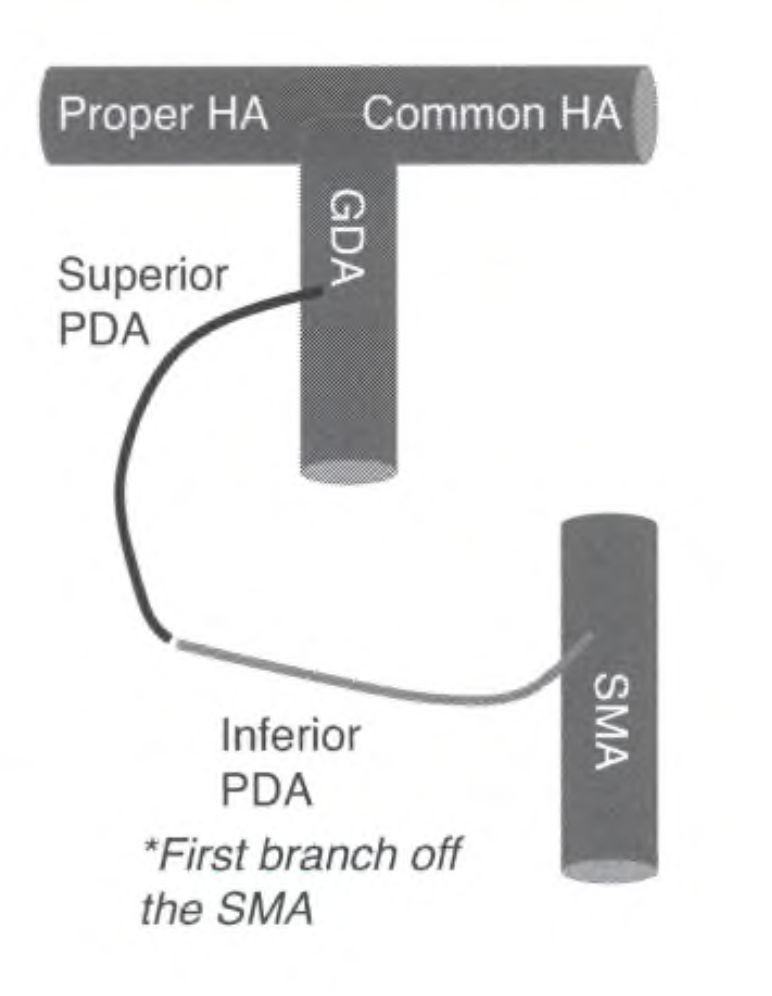 Proper HA
Common HA
GDA
Superior
PDA
SMA
Inferior
PDA
*First branch off
the SMA